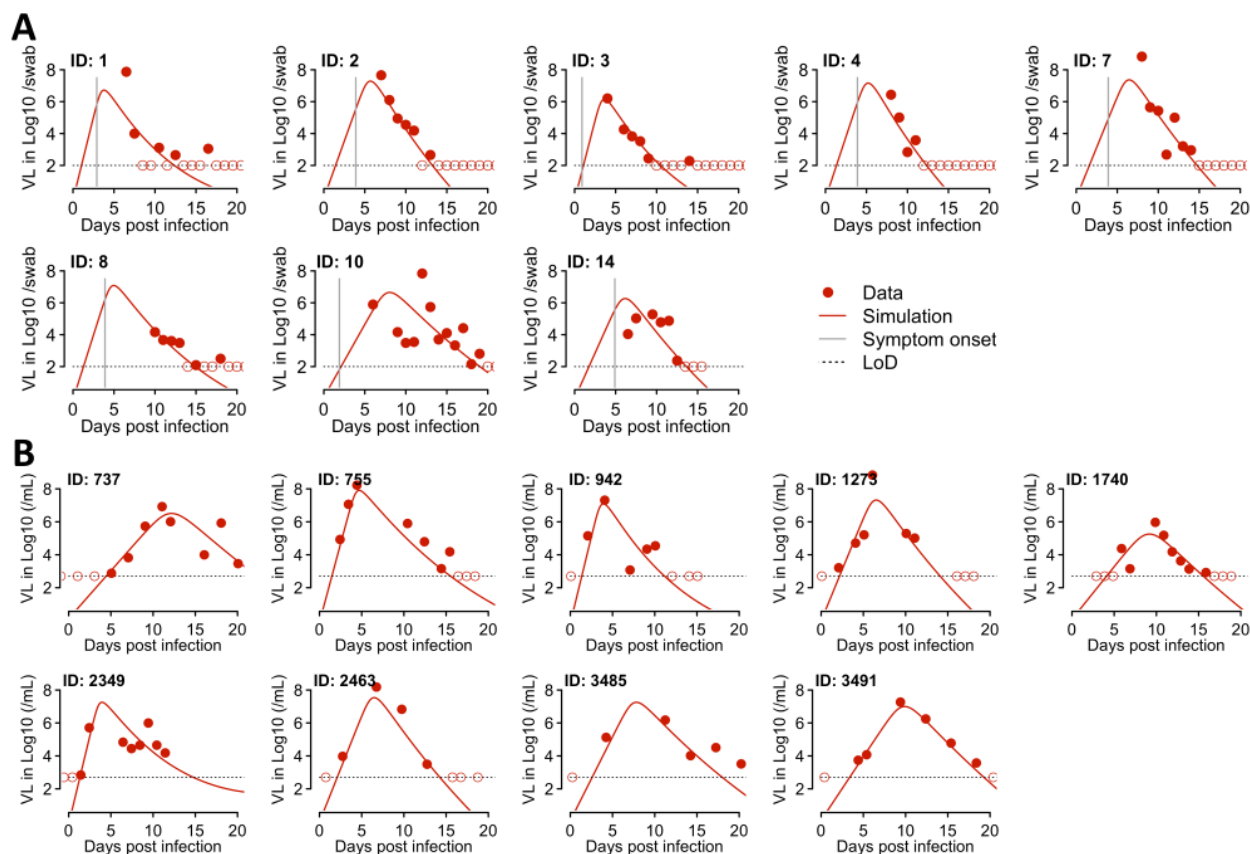 A
ID: 1
ID: 2
ID: 3
ID: 4
ID: 7
VL in Log10 /swab
8
6
4
2
VL in Log10 /swab
8
6
4
2
VL in Log10 /swab
8
6
4
2
VL in Log10 /swab
8
6
4
2
VL in Log10 /swab
8
6
4
2
0 5 10 15 20
0 5 10 15 20
0 5 10 15 20
0 5 10 15 20
0 5 10 15 20
Days post infection
Days post infection
Days post infection
Days post infection
Days post infection
ID: 8
ID: 10
ID: 14
VL in Log10 /swab
8
6
4
2
VL in Log10 /swab
8
6
4
2
VL in Log10 /swab
8
6
4
2
Data
Simulation
Symptom onset
LoD
0 5 10 15 20
0 5 10 15 20
0 5 10 15 20
Days post infection
Days post infection
Days post infection
B
ID: 737
ID: 755
ID: 942
ID: 1273
ID: 1740
VL in Log10 (/mL)
8
6
4
2
VL in Log10 (/mL)
8
6
4
2
VL in Log10 (/mL)
8
6
4
2
VL in Log10 (/mL)
8
6
4
2
VL in Log10 (/mL)
8
6
4
2
0 5 10 15 20
0 5 10 15 20
0 5 10 15 20
0 5 10 15 20
0 5 10 15 20
Days post infection
Days post infection
Days post infection
Days post infection
Days post infection
ID: 2349
ID: 2463
ID: 3485
ID: 3491
VL in Log10 (/mL)
8
6
4
2
VL in Log10 (/mL)
8
6
4
2
VL in Log10 (/mL)
8
6
4
2
VL in Log10 (/mL)
8
6
4
2
0 5 10 15 20
0 5 10 15 20
0 5 10 15 20
0 5 10 15 20
Days post infection
Days post infection
Days post infection
Days post infection